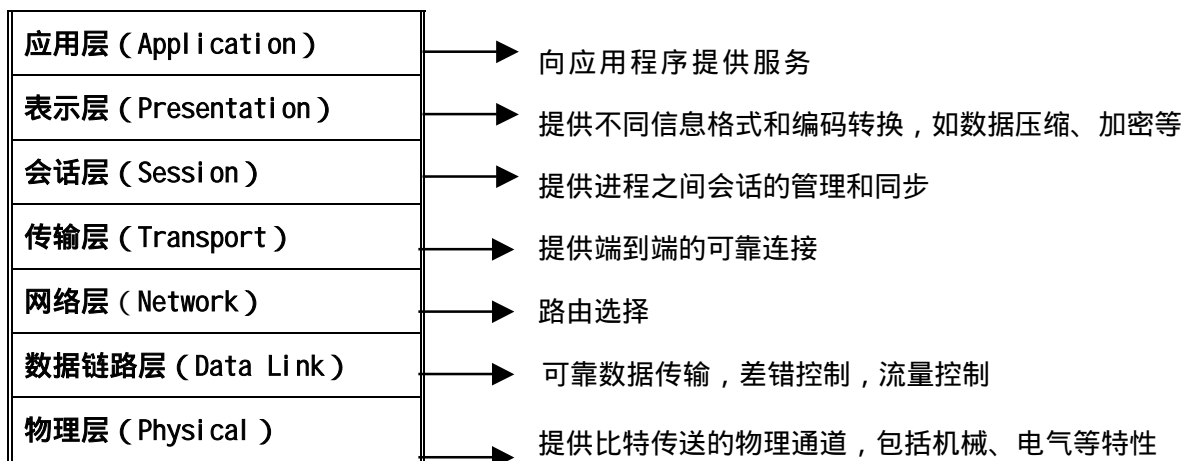 应用层（Application）
向应用程序提供服务
表示层（Presentation）
提供不同信息格式和编码转换，如数据压缩、加密等
会话层（Session）
提供进程之间会话的管理和同步
传输层（Transport）
提供端到端的可靠连接
网络层（Network）
路由选择
数据链路层（Data Link）
可靠数据传输，差错控制，流量控制
物理层（Physical）
提供比特传送的物理通道，包括机械、电气等特性